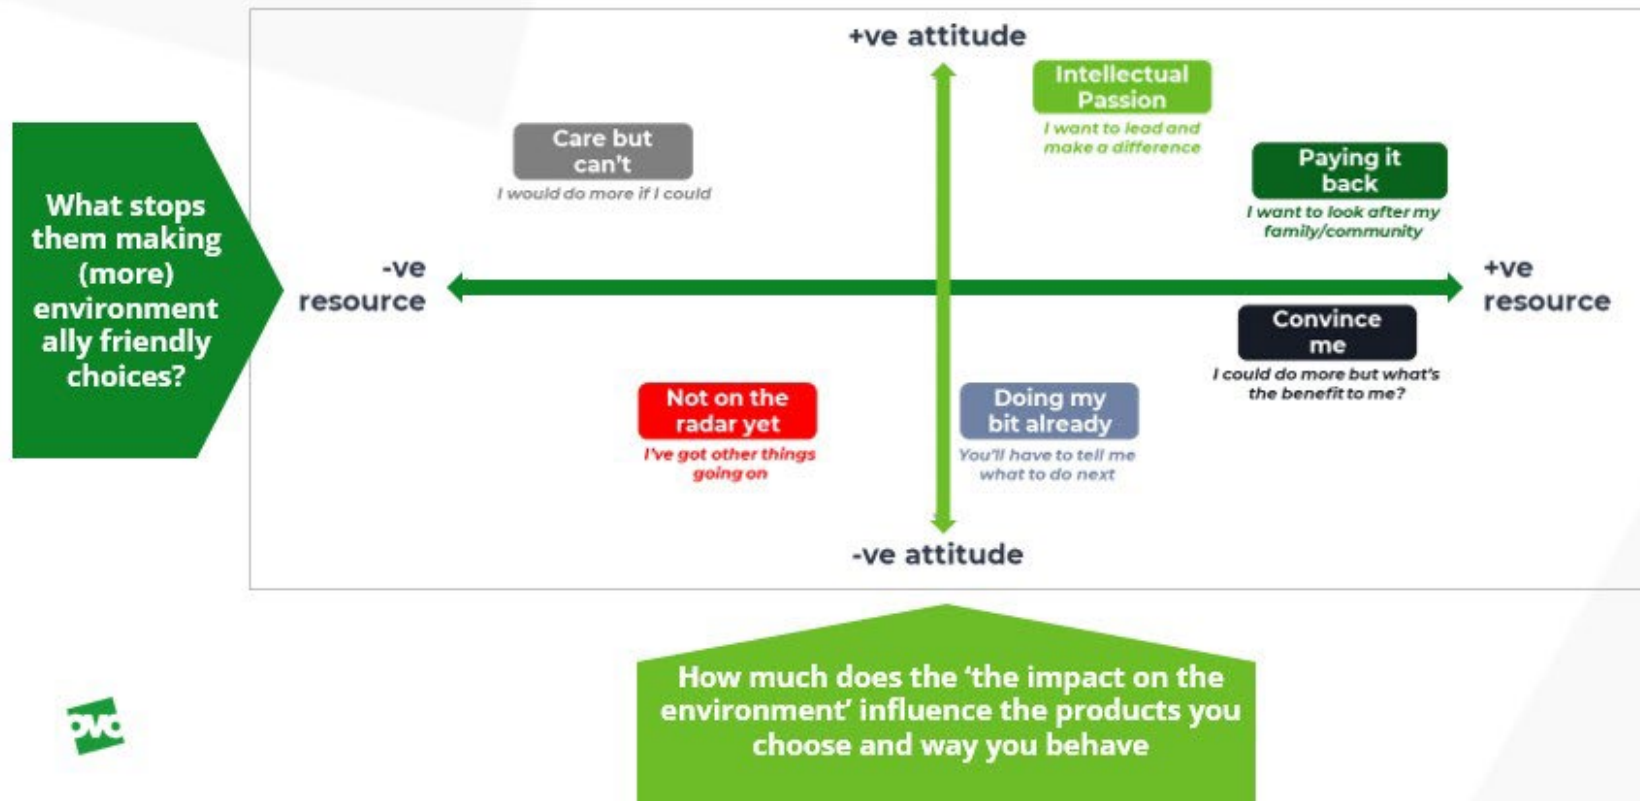 +ve attitude
Intellectual
Passion
I want to lead and
make a difference
Care but
can't
I would do more if I could
Paying it
back
I want to look after my
family/community
What stops
them making
(more)
environment
ally friendly
choices?
-ve
resource
+ve
resource
Convince
me
I could do more but what's
the benefit to me?
Not on the
radar yet
I've got other things
going on
Doing my
bit already
You'll have to tell me
what to do next
-ve attitude
How much does the ‘the impact on the
environment’ influence the products you
choose and way you behave
ovo